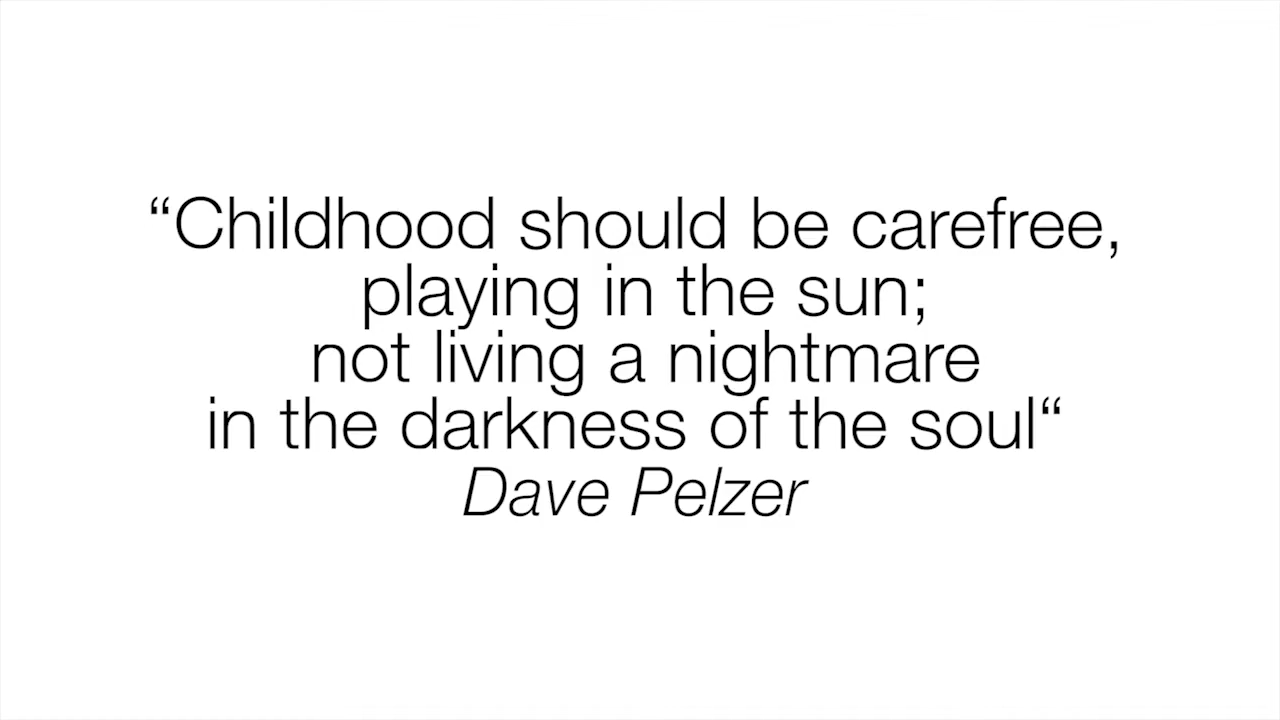 “Childhood should be carefree,
playing in the sun;
not living a nightmare
in the darkness of the soul“
Dave Pelzer